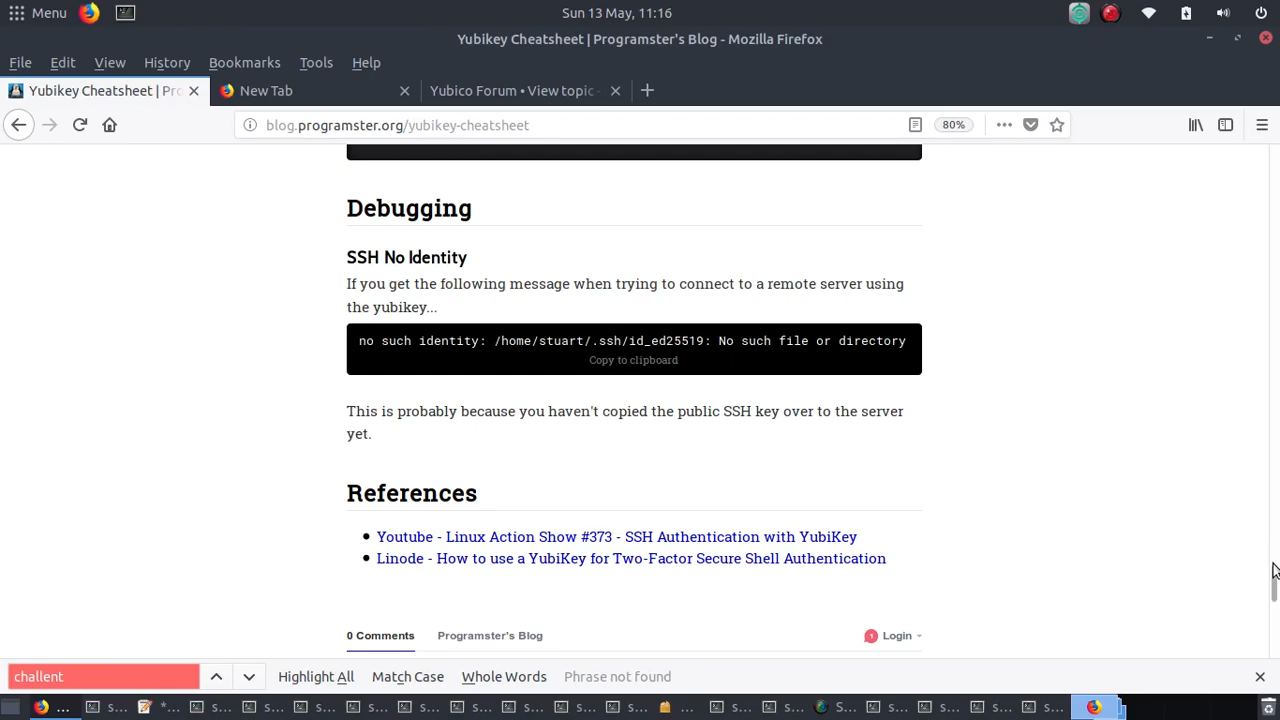 Menu
Sun 13 May, 11:16
Yubikey Cheatsheet | Programster's Blog - Mozilla Firefox
File Edit View History Bookmarks Tools Help
Yubikey Cheatsheet | Pro
New Tab
Yubico Forum • View topic -
blog.programster.org/yubikey-cheatsheet
80%
Debugging
SSH No Identity
If you get the following message when trying to connect to a remote server using
the yubikey...
no such identity: /home/stuart/.ssh/id_ed25519: No such file or directory
Copy to clipboard
This is probably because you haven't copied the public SSH key over to the server
yet.
References
• Youtube - Linux Action Show #373 - SSH Authentication with YubiKey
• Linode - How to use a YubiKey for Two-Factor Secure Shell Authentication
0 Comments Programster's Blog 1 Login
challent Highlight All Match Case Whole Words Phrase not found
... s... *... s... s... s... s... s... s... s... s... ... s... s... S... s... s... s... s...